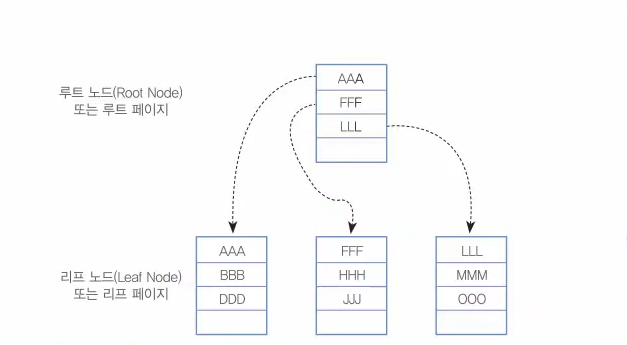 루트 노드(Root Node)
또는 루트 페이지
AAA
FFF
LLL
리프 노드(Leaf Node)
또는 리프 페이지
AAA
BBB
DDD
FFF
HHH
JJJ
LLL
MMM
OOO